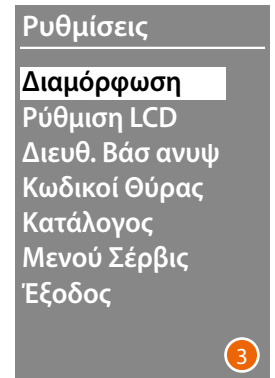 Ρυθμίσεις
Διαμόρφωση
Ρύθμιση LCD
Διευθ. Βάσ ανυψ
Κωδικοί Θύρας
Κατάλογος
Μενού Σέρβις
Έξοδος
3